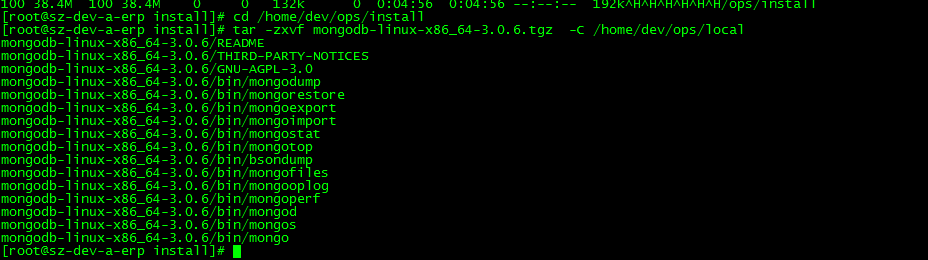 100 38.4M  100 38.4M    0     0   132k      0  0:04:56  0:04:56 --:--:--  192k^H^H^H^H^H^H/ops/install
[root@sz-dev-a-erp install]# cd /home/dev/ops/install
[root@sz-dev-a-erp install]# tar -zxvf mongodb-linux-x86_64-3.0.6.tgz  -C /home/dev/ops/local
mongodb-linux-x86_64-3.0.6/README
mongodb-linux-x86_64-3.0.6/THIRD-PARTY-NOTICES
mongodb-linux-x86_64-3.0.6/GNU-AGPL-3.0
mongodb-linux-x86_64-3.0.6/bin/mongodump
mongodb-linux-x86_64-3.0.6/bin/mongorestore
mongodb-linux-x86_64-3.0.6/bin/mongoexport
mongodb-linux-x86_64-3.0.6/bin/mongoimport
mongodb-linux-x86_64-3.0.6/bin/mongostat
mongodb-linux-x86_64-3.0.6/bin/mongotop
mongodb-linux-x86_64-3.0.6/bin/bsondump
mongodb-linux-x86_64-3.0.6/bin/mongofiles
mongodb-linux-x86_64-3.0.6/bin/mongooplog
mongodb-linux-x86_64-3.0.6/bin/mongoperf
mongodb-linux-x86_64-3.0.6/bin/mongod
mongodb-linux-x86_64-3.0.6/bin/mongos
mongodb-linux-x86_64-3.0.6/bin/mongo
[root@sz-dev-a-erp install]#